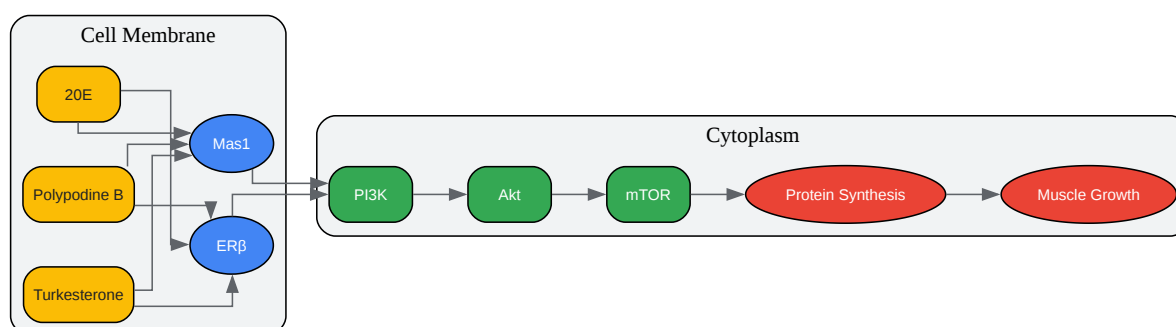 Cell Membrane
20E
Mas1
Polypodine B
ERβ
Turkesterone
Cytoplasm
PI3K
Akt
mTOR
Protein Synthesis
Muscle Growth